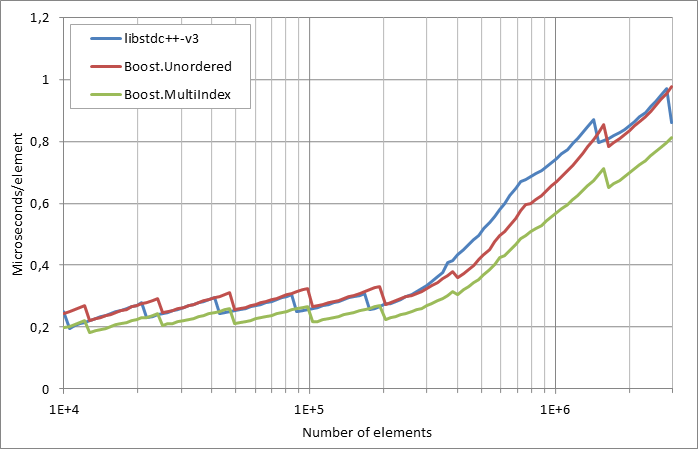 1,2
1
0,8
0,6
0,4
0,2
0
Microseconds/element
libstdc++-v3
Boost.Unordered
Boost.MultiIndex
1E+4
1E+5
1E+6
Number of elements